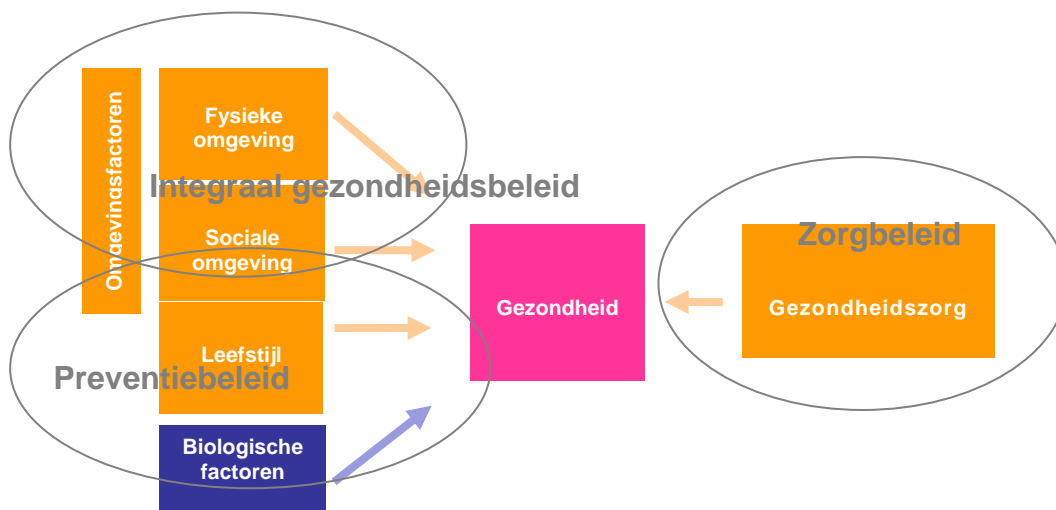 Omgevingsfactoren
Fysieke
omgeving
Integraal gezondheidsbeleid
Sociale
omgeving
Leefstijl
Preventiebeleid
Biologische
factoren
Gezondheid
Zorgbeleid
Gezondheidszorg